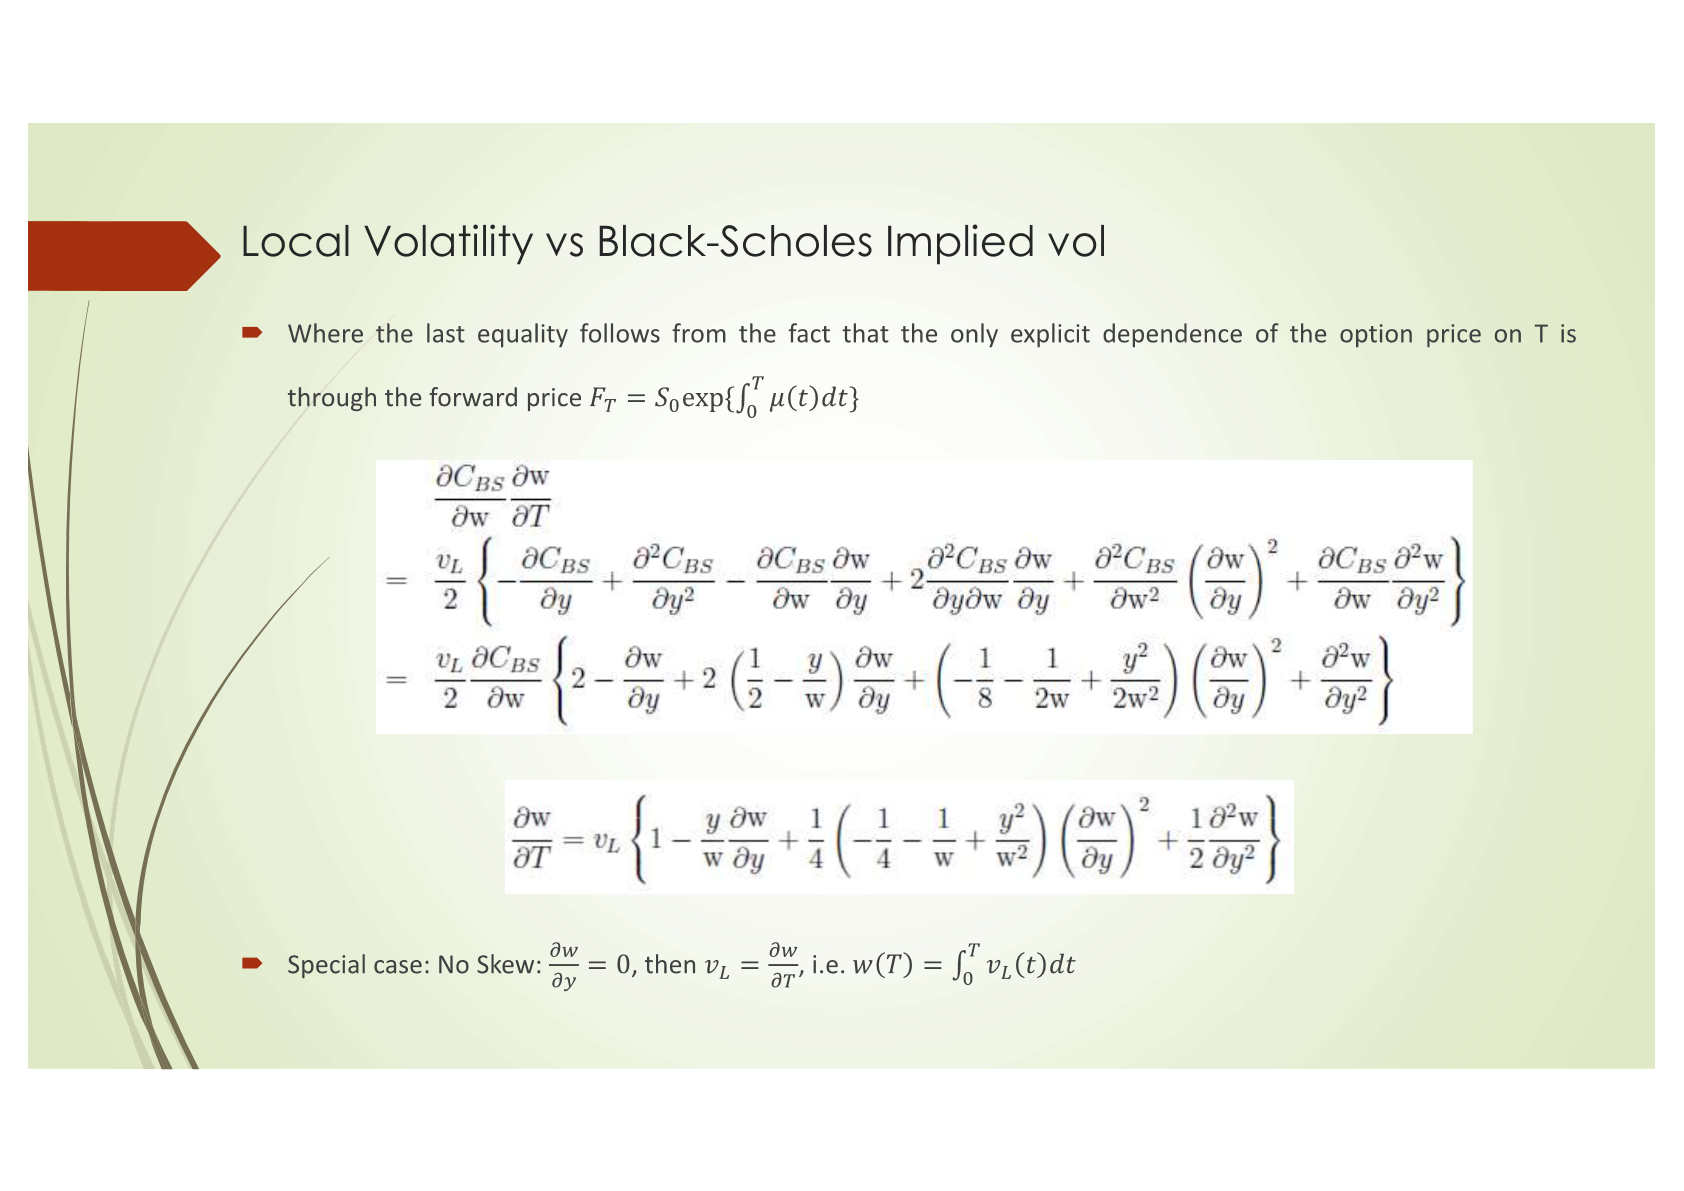 Local Volatility vs Black-Scholes Implied vol
Where the last equality follows from the fact that the only explicit dependence of the option price on T is
through the forward price $F_T = S_0 \exp\{\int_0^T \mu(t)dt\}$
$\frac{\partial C_{BS}}{\partial \mathrm{w}} \frac{\partial \mathrm{w}}{\partial T}$
$= \frac{v_L}{2} \left\{ -\frac{\partial C_{BS}}{\partial y} + \frac{\partial^2 C_{BS}}{\partial y^2} - \frac{\partial C_{BS}}{\partial \mathrm{w}} \frac{\partial \mathrm{w}}{\partial y} + 2 \frac{\partial^2 C_{BS}}{\partial y \partial \mathrm{w}} \frac{\partial \mathrm{w}}{\partial y} + \frac{\partial^2 C_{BS}}{\partial \mathrm{w}^2} \left( \frac{\partial \mathrm{w}}{\partial y} \right)^2 + \frac{\partial C_{BS}}{\partial \mathrm{w}} \frac{\partial^2 \mathrm{w}}{\partial y^2} \right\}$
$= \frac{v_L}{2} \frac{\partial C_{BS}}{\partial \mathrm{w}} \left\{ 2 - \frac{\partial \mathrm{w}}{\partial y} + 2 \left( \frac{1}{2} - \frac{y}{\mathrm{w}} \right) \frac{\partial \mathrm{w}}{\partial y} + \left( -\frac{1}{8} - \frac{1}{2\mathrm{w}} + \frac{y^2}{2\mathrm{w}^2} \right) \left( \frac{\partial \mathrm{w}}{\partial y} \right)^2 + \frac{\partial^2 \mathrm{w}}{\partial y^2} \right\}$
$\frac{\partial \mathrm{w}}{\partial T} = v_L \left\{ 1 - \frac{y}{\mathrm{w}} \frac{\partial \mathrm{w}}{\partial y} + \frac{1}{4} \left( -\frac{1}{4} - \frac{1}{\mathrm{w}} + \frac{y^2}{\mathrm{w}^2} \right) \left( \frac{\partial \mathrm{w}}{\partial y} \right)^2 + \frac{1}{2} \frac{\partial^2 \mathrm{w}}{\partial y^2} \right\}$
Special case: No Skew: $\frac{\partial w}{\partial y} = 0$, then $v_L = \frac{\partial w}{\partial T}$, i.e. $w(T) = \int_0^T v_L(t)dt$